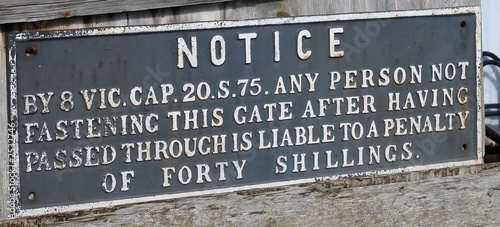 NOTICE
BY 8 VIC. CAP. 20. S. 75. ANY PERSON NOT
FASTENING THIS GATE AFTER HAVING
PASSED THROUGH IS LIABLE TO A PENALTY
OF FORTY SHILLINGS.